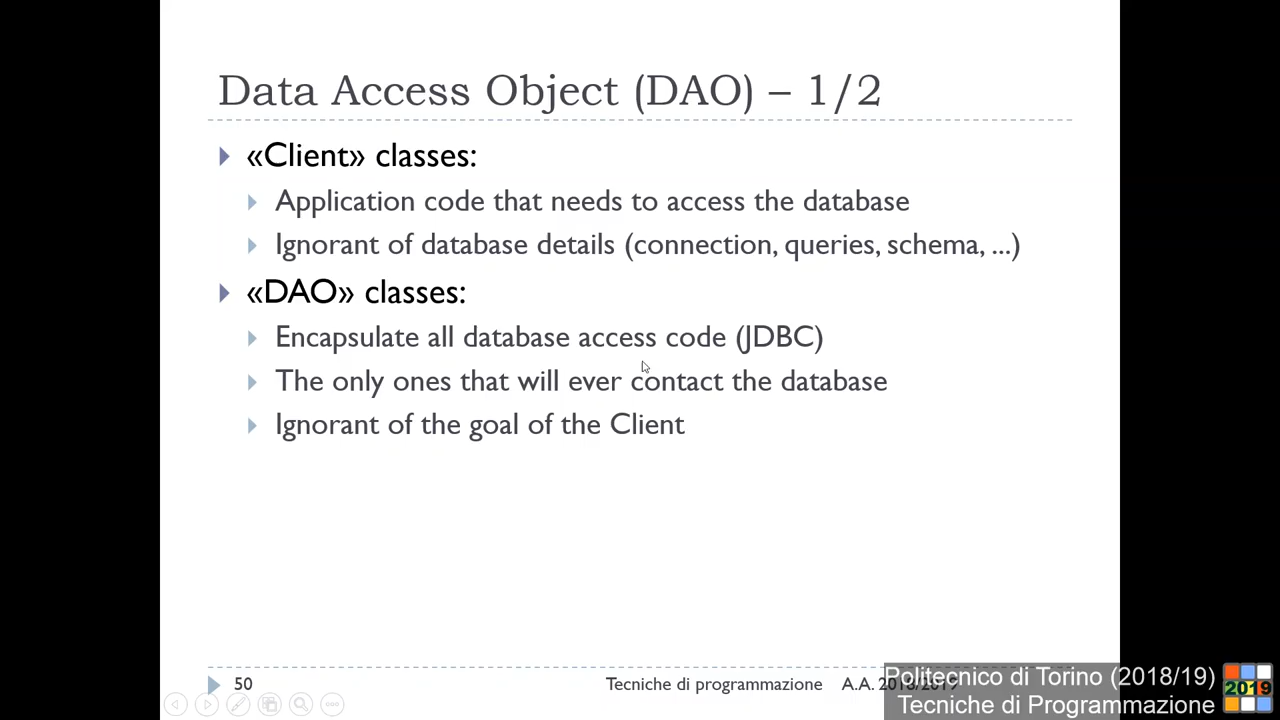 Data Access Object (DAO) – 1/2
«Client» classes:
Application code that needs to access the database
Ignorant of database details (connection, queries, schema, ...)
«DAO» classes:
Encapsulate all database access code (JDBC)
The only ones that will ever contact the database
Ignorant of the goal of the Client
50
Tecniche di programmazione A.A. 2018/2019
Politecnico di Torino (2018/19)
Tecniche di Programmazione
2019